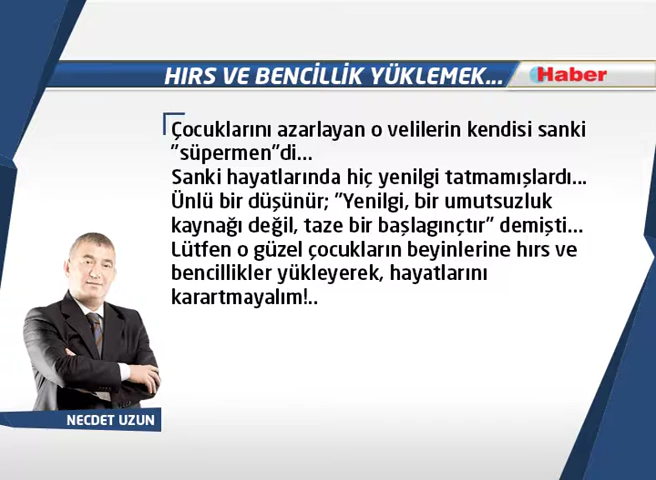 HIRS VE BENCİLLİK YÜKLEMEK...
Haber
Çocuklarını azarlayan o velilerin kendisi sanki
"süpermen"di...
Sanki hayatlarında hiç yenilgi tatmamışlardı...
Ünlü bir düşünür; "Yenilgi, bir umutsuzluk
kaynağı değil, taze bir başlagınçtır" demişti...
Lütfen o güzel çocukların beyinlerine hırs ve
bencillikler yükleyerek, hayatlarını
karartmayalım!..
NECDET UZUN